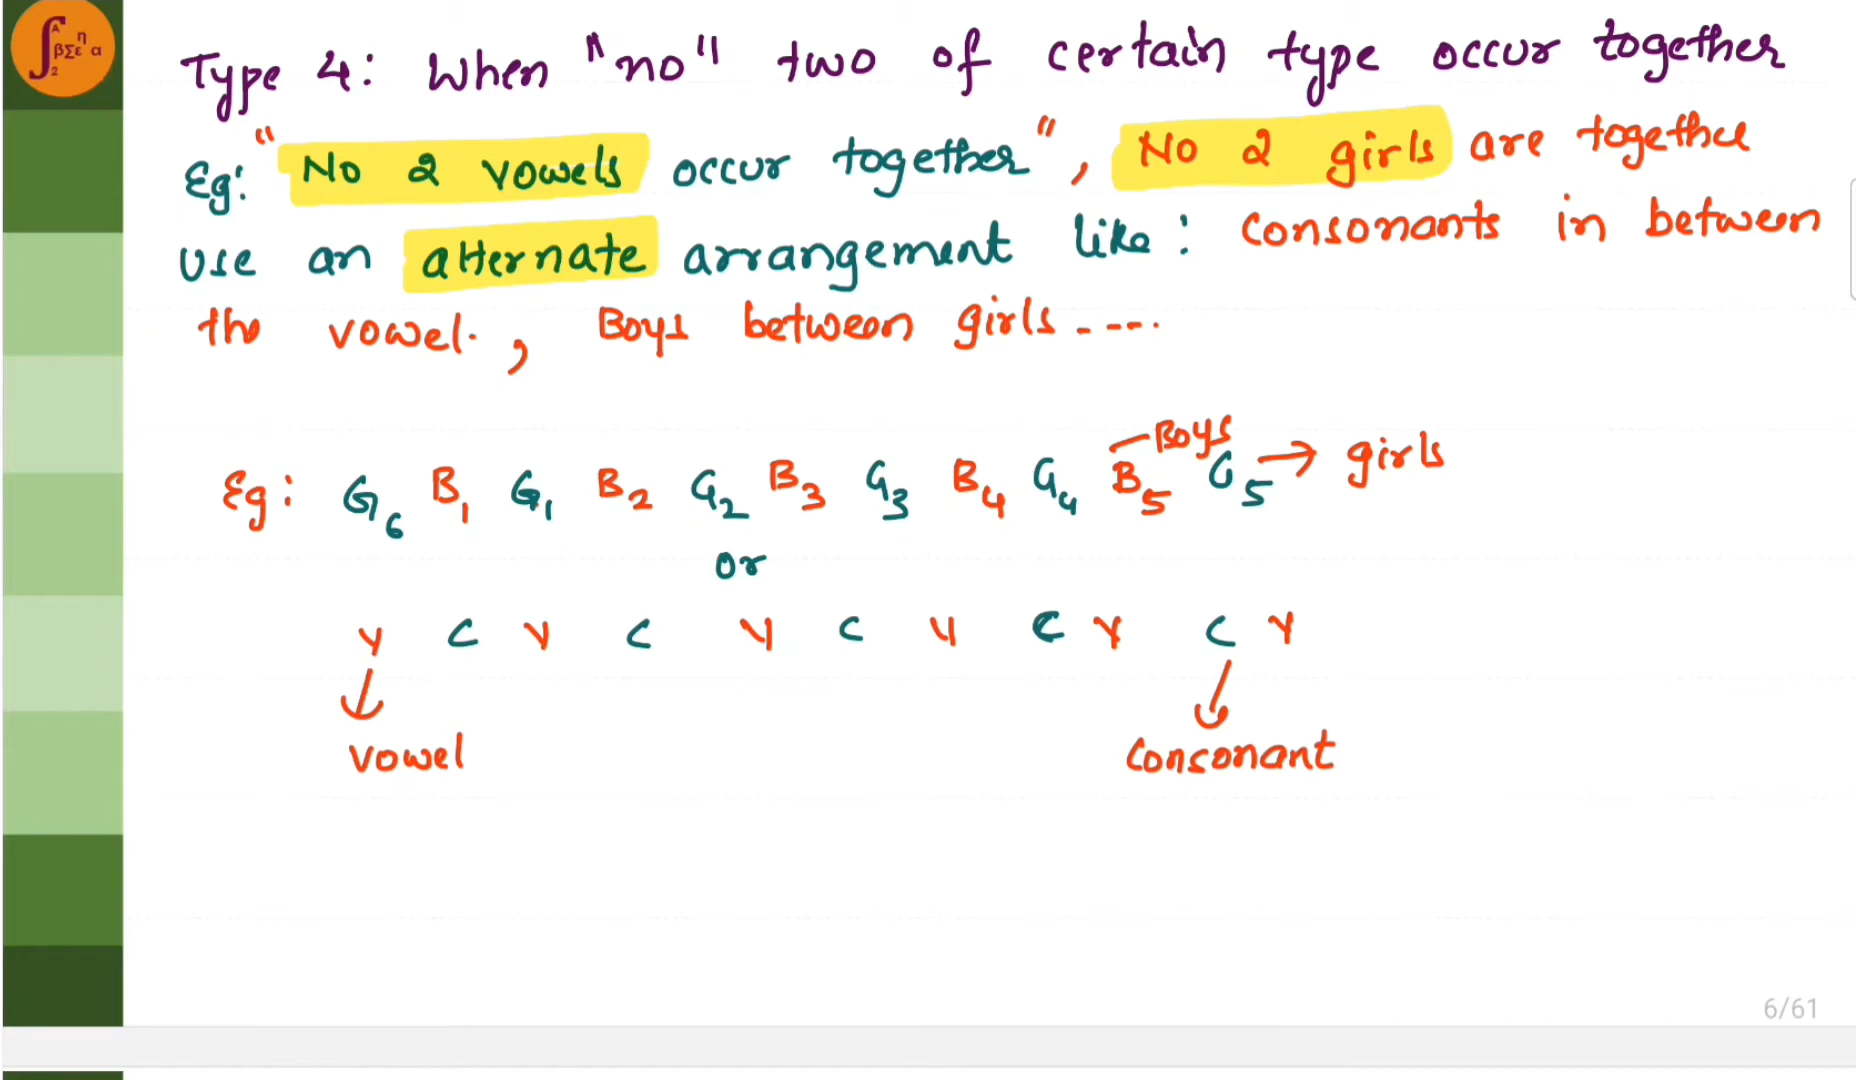 Type 4: When "no" two of certain type occur together
Eg: "No 2 vowels occur together", No 2 girls are together
use an alternate arrangement like: consonants in between
the vowel., Boys between girls ----.
Boys
Eg: G6 B1 G1 B2 G2 B3 G3 B4 G4 B5 G5 → girls
or
V C V C V C V C V C V
Vowel Consonant
6/61